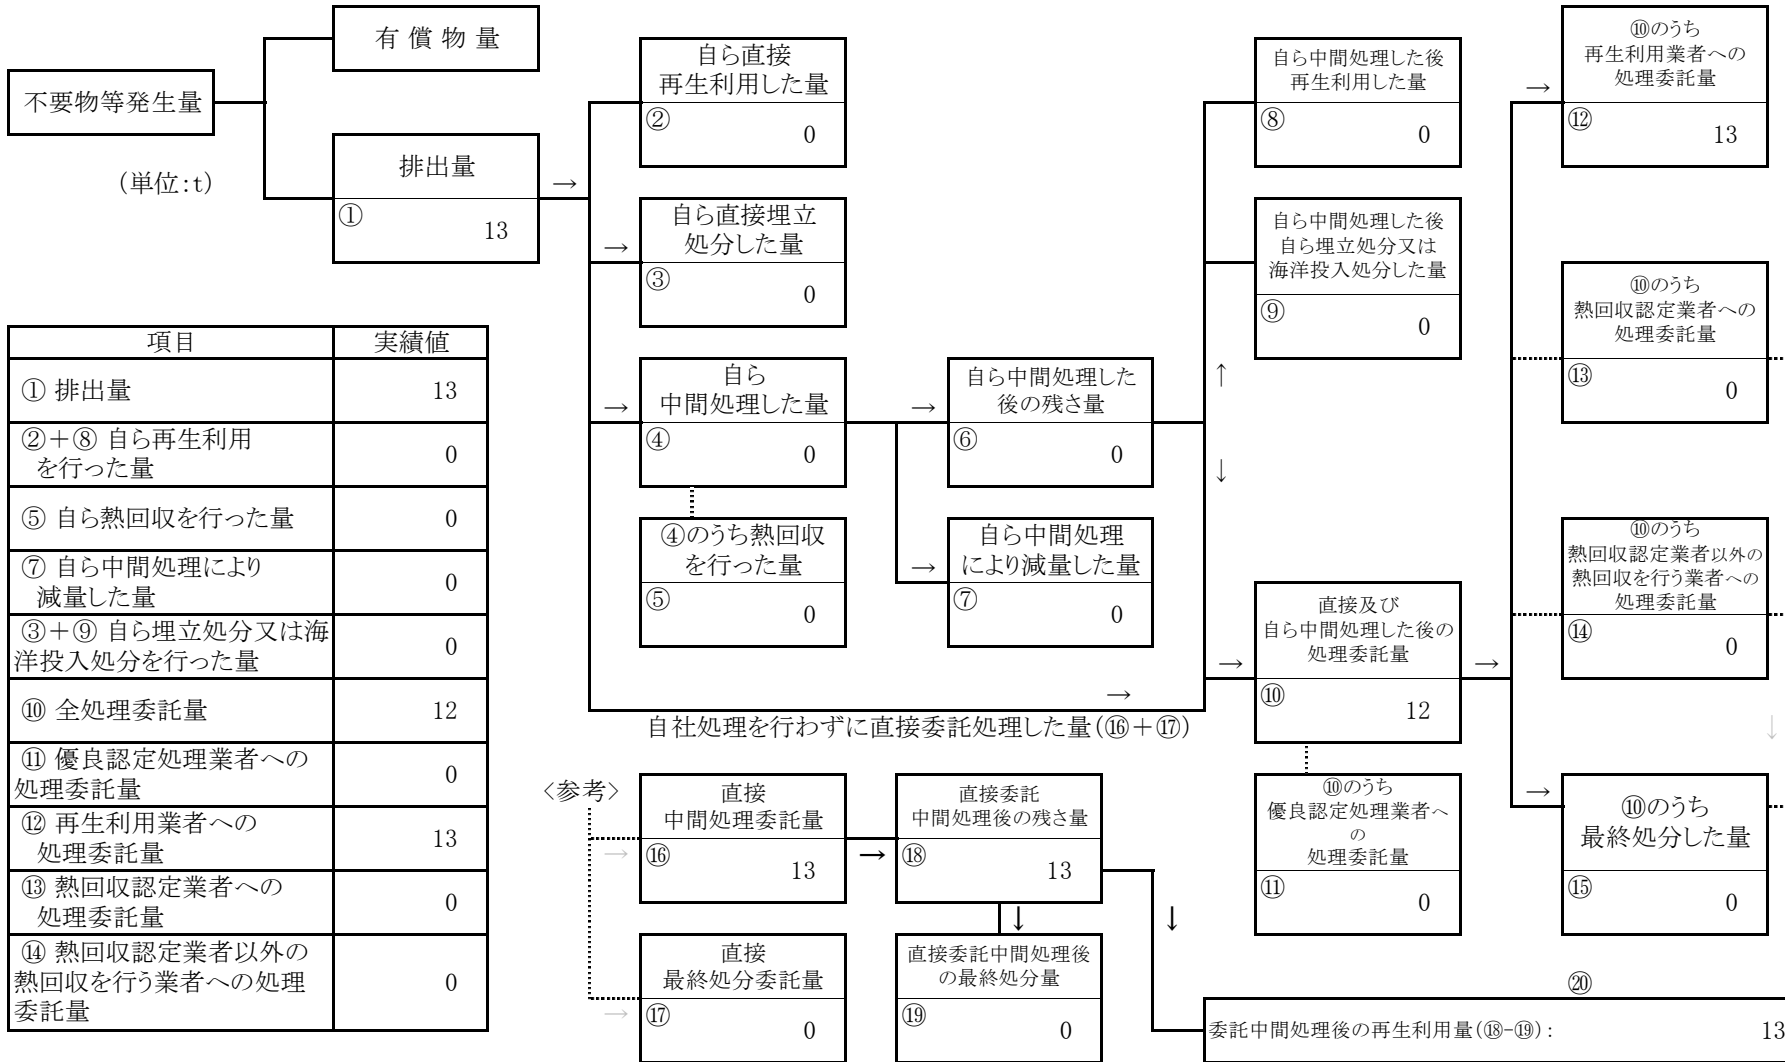 有 償 物 量
不要物等発生量
(単位:t)
排出量
①
13
→
自ら直接
再生利用した量
②
0
→
自ら直接埋立
処分した量
③
0
→
自ら
中間処理した量
④
0
④のうち熱回収
を行った量
⑤
0
→
自ら中間処理した
後の残さ量
⑥
0
→
自ら中間処理
により減量した量
⑦
0
自ら中間処理した後
再生利用した量
⑧
0
自ら中間処理した後
自ら埋立処分又は
海洋投入処分した量
⑨
0
↑
↓
→
直接及び
自ら中間処理した後の
処理委託量
⑩
12
→
自社処理を行わずに直接委託処理した量(⑯+⑰)
⑩のうち
優良認定処理業者へ
の
処理委託量
⑪
0
→
→
⑩のうち
再生利用業者への
処理委託量
⑫
13
⑩のうち
熱回収認定業者への
処理委託量
⑬
0
⑩のうち
熱回収認定業者以外の
熱回収を行う業者への
処理委託量
⑭
0
↓
→
⑩のうち
最終処分した量
⑮
0
項目 実績値
① 排出量 13
②+⑧ 自ら再生利用
を行った量 0
⑤ 自ら熱回収を行った量 0
⑦ 自ら中間処理により
減量した量 0
③+⑨ 自ら埋立処分又は海
洋投入処分を行った量 0
⑩ 全処理委託量 12
⑪ 優良認定処理業者への
処理委託量 0
⑫ 再生利用業者への
処理委託量 13
⑬ 熱回収認定業者への
処理委託量 0
⑭ 熱回収認定業者以外の
熱回収を行う業者への処理
委託量 0
<参考>
→
直接
中間処理委託量
⑯
13
→
直接委託
中間処理後の残さ量
⑱
13
↓
↓
→
直接
最終処分委託量
⑰
0
直接委託中間処理後
の最終処分量
⑲
0
⑳
委託中間処理後の再生利用量(⑱-⑲): 13